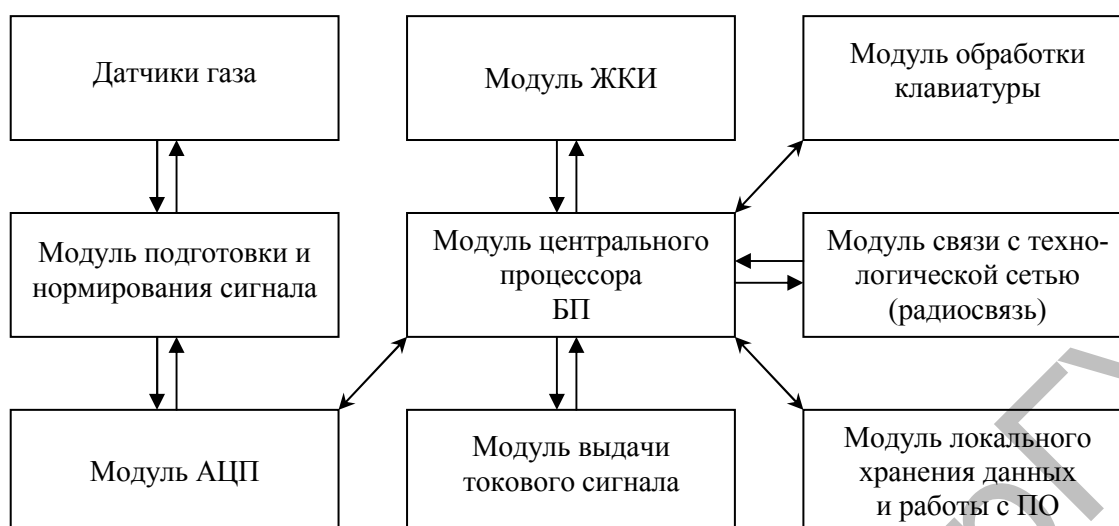 Датчики газа
Модуль ЖКИ
Модуль обработки
клавиатуры
Модуль подготовки и
нормирования сигнала
Модуль центрального
процессора
БП
Модуль связи с техно-
логической сетью
(радиосвязь)
Модуль АЦП
Модуль выдачи
токового сигнала
Модуль локального
хранения данных
и работы с ПО